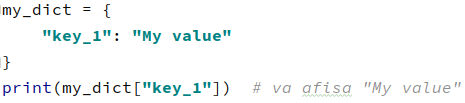 my_dict = {
    "key_1": "My value"
}
print(my_dict["key_1"])  # va afisa "My value"